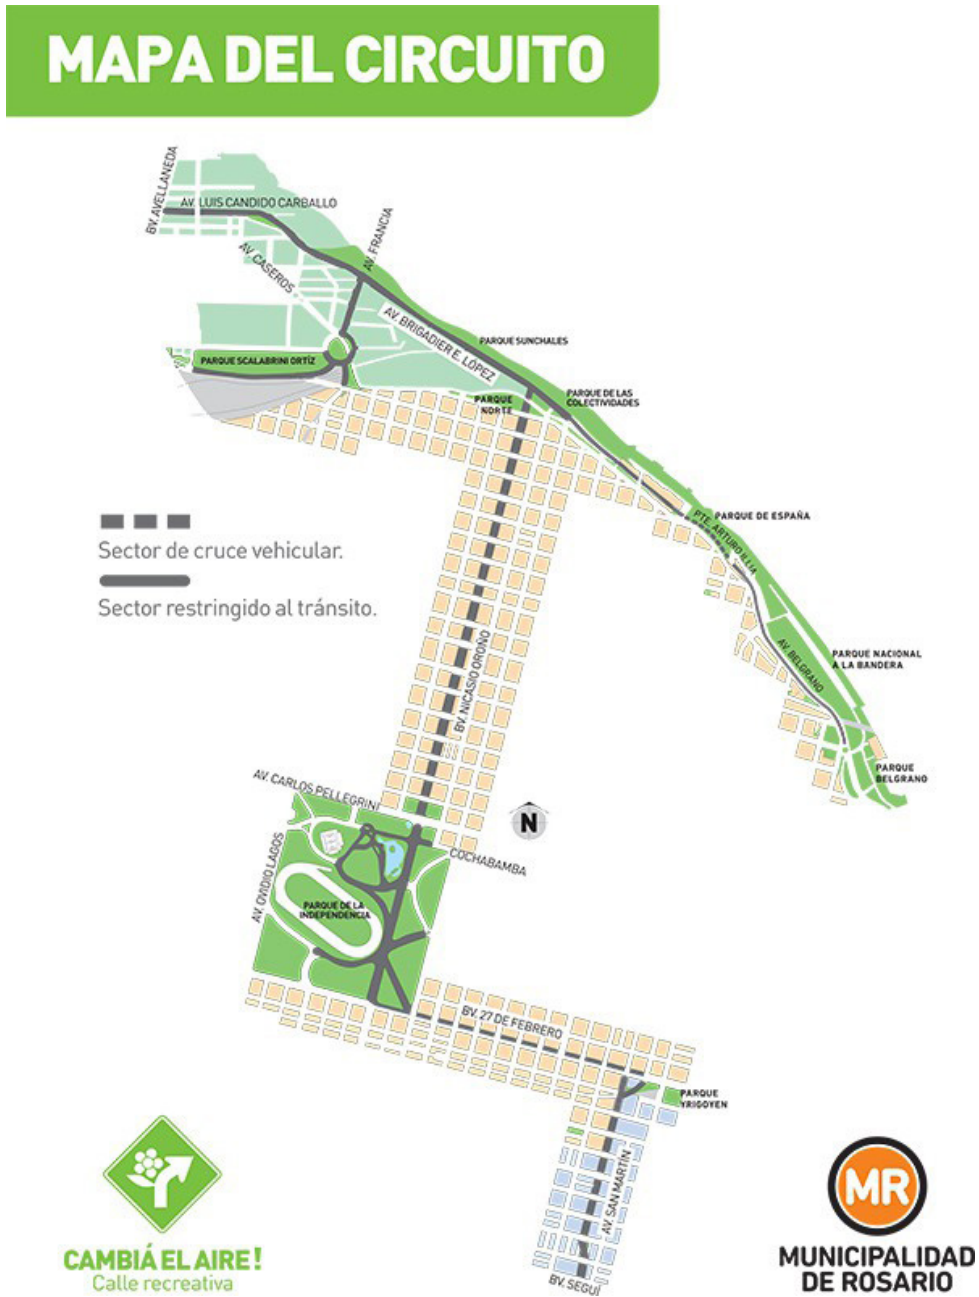 MAPA DEL CIRCUITO
BV. AVELLANEDA
AV. LUIS CANDIDO CARBALLO
AV. FRANCIA
AV. CASEROS
AV. BRIGADIER E. LÓPEZ
PARQUE SUNCHALES
PARQUE SCALABRINI ORTÍZ
PARQUE
NORTE
PARQUE DE LAS
COLECTIVIDADES
PTE. ARTURO ILLIA
PARQUE DE ESPAÑA
Sector de cruce vehicular.
Sector restringido al tránsito.
BV. NICASIO OROÑO
AV. BELGRANO
PARQUE NACIONAL
A LA BANDERA
PARQUE
BELGRANO
AV. CARLOS PELLEGRINI
N
COCHABAMBA
AV. OVIDIO LAGOS
PARQUE DE LA
INDEPENDENCIA
BV. 27 DE FEBRERO
PARQUE
YRIGOYEN
AV. SAN MARTÍN
BV. SEGUÍ
CAMBIÁ EL AIRE!
Calle recreativa
MR
MUNICIPALIDAD
DE ROSARIO